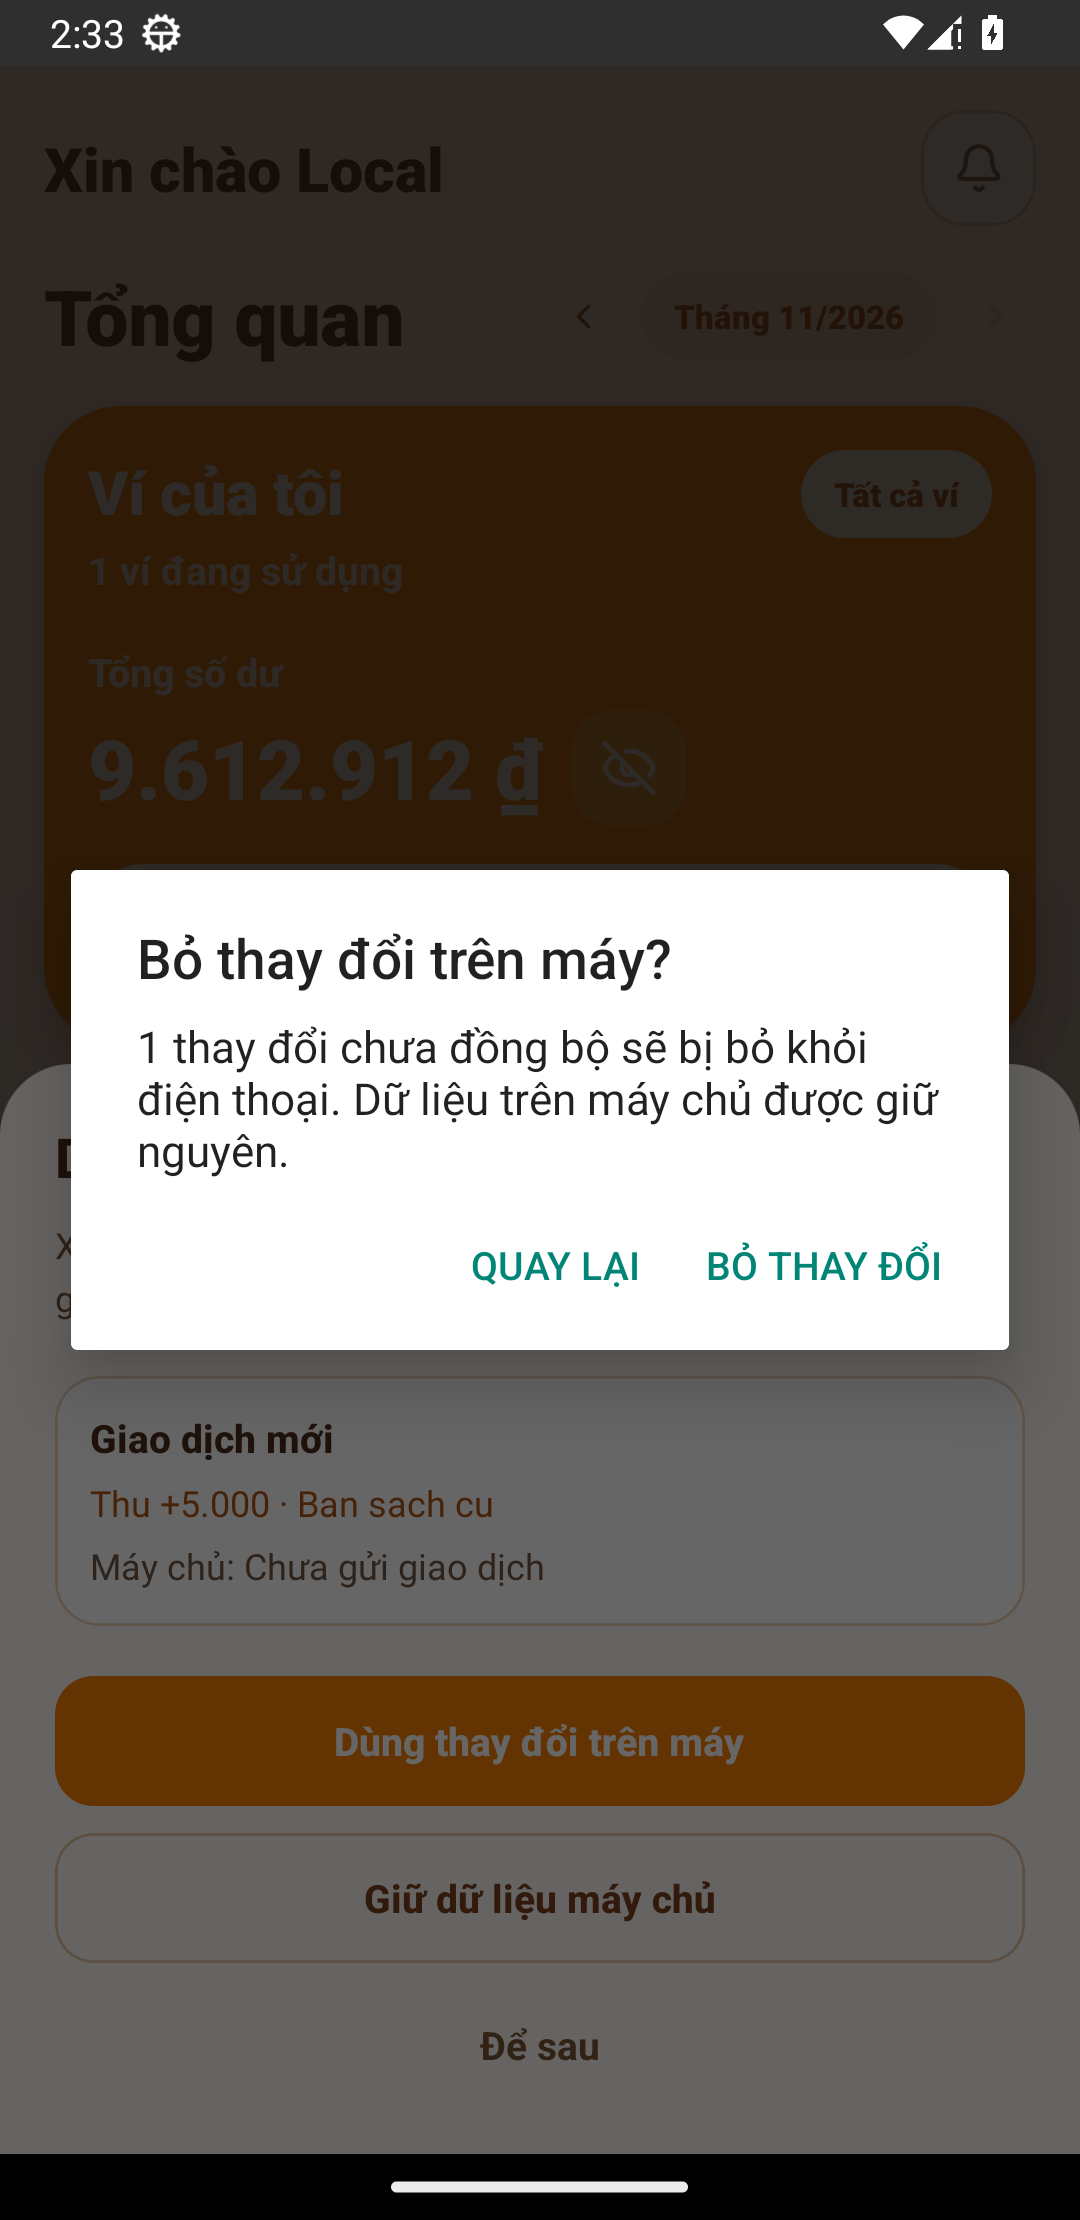 2:33
Xin chào Local
Tổng quan
Tháng 11/2026
Ví của tôi
Tất cả ví
1 ví đang sử dụng
Tổng số dư
9.612.912 ₫
Bỏ thay đổi trên máy?
1 thay đổi chưa đồng bộ sẽ bị bỏ khỏi
điện thoại. Dữ liệu trên máy chủ được giữ
nguyên.
QUAY LẠI
BỎ THAY ĐỔI
Giao dịch mới
Thu +5.000 · Ban sach cu
Máy chủ: Chưa gửi giao dịch
Dùng thay đổi trên máy
Giữ dữ liệu máy chủ
Để sau